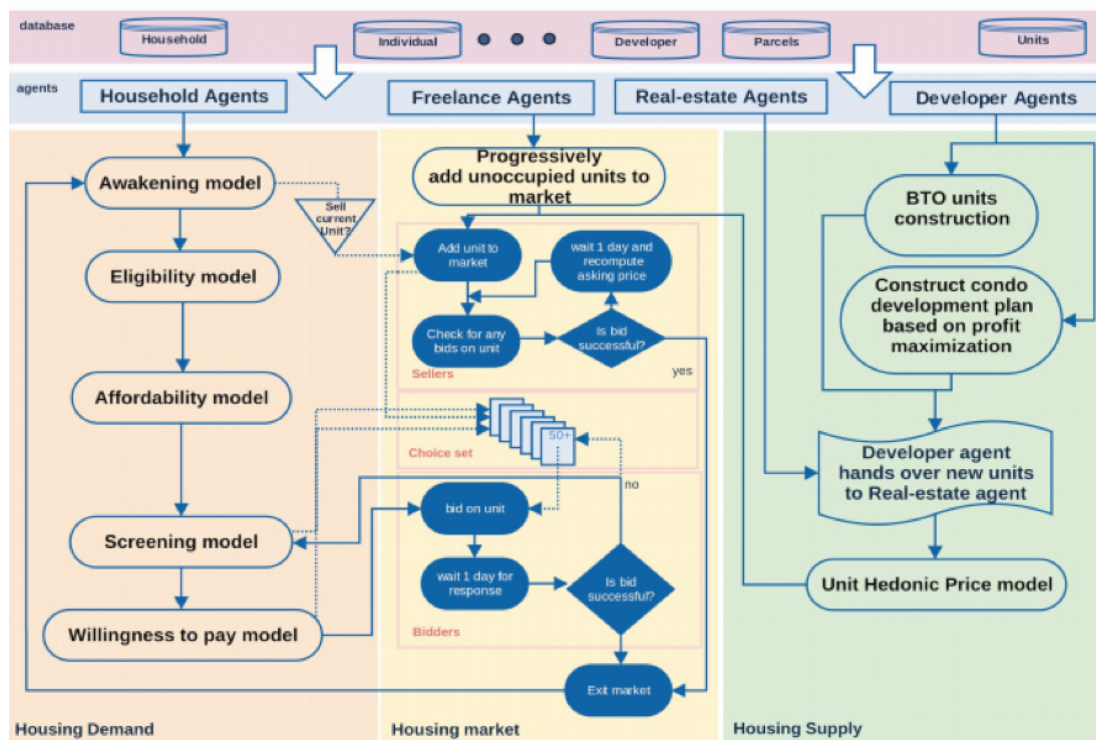 database
Household
Individual
Developer
Parcels
Units
agents
Household Agents
Freelance Agents
Real-estate Agents
Developer Agents
Awakening model
Sell
current
Unit?
Eligibility model
Affordability model
Screening model
Willingness to pay model
Housing Demand
Progressively
add unoccupied units to
market
Add unit to
market
wait 1 day and
recompute
asking price
Check for any
bids on unit
Is bid
successful?
Sellers
yes
50+
Choice set
no
bid on unit
wait 1 day for
response
Is bid
successful?
Bidders
Exit market
Housing market
BTO units
construction
Construct condo
development plan
based on profit
maximization
Developer agent
hands over new units
to Real-estate agent
Unit Hedonic Price model
Housing Supply